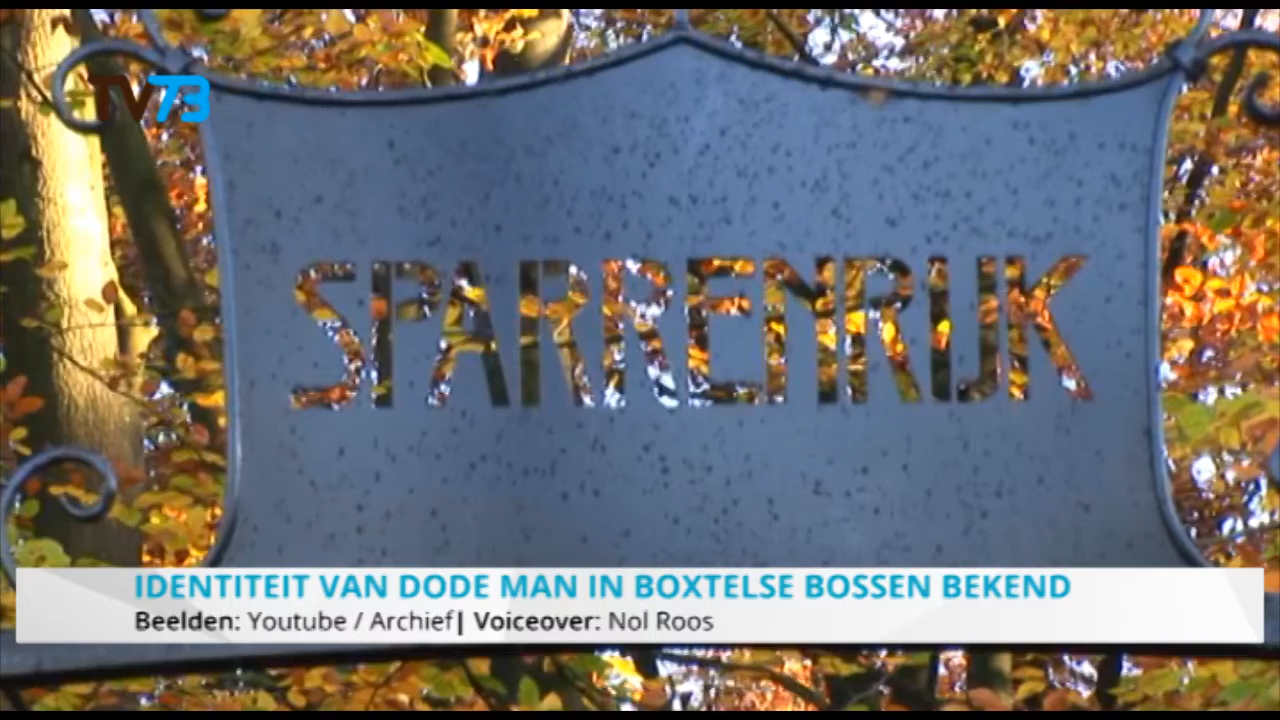 TV73
SPARRENRIJK
IDENTITEIT VAN DODE MAN IN BOXTELSE BOSSEN BEKEND
Beelden: Youtube / Archief| Voiceover: Nol Roos